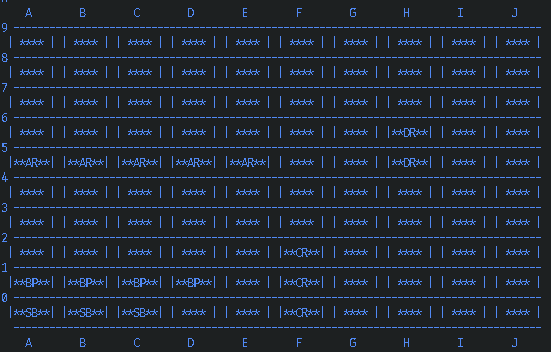 A B C D E F G H I J
9 ------------------------------------------------------------
| **** | | **** | | **** | | **** | | **** | | **** | | **** | | **** | | **** | | **** |
8 ------------------------------------------------------------
| **** | | **** | | **** | | **** | | **** | | **** | | **** | | **** | | **** | | **** |
7 ------------------------------------------------------------
| **** | | **** | | **** | | **** | | **** | | **** | | **** | | **** | | **** | | **** |
6 ------------------------------------------------------------
| **** | | **** | | **** | | **** | | **** | | **** | | **** | |**DR**| | **** | | **** |
5 ------------------------------------------------------------
|**AR**| |**AR**| |**AR**| |**AR**| |**AR**| | **** | | **** | |**DR**| | **** | | **** |
4 ------------------------------------------------------------
| **** | | **** | | **** | | **** | | **** | | **** | | **** | | **** | | **** | | **** |
3 ------------------------------------------------------------
| **** | | **** | | **** | | **** | | **** | | **** | | **** | | **** | | **** | | **** |
2 ------------------------------------------------------------
| **** | | **** | | **** | | **** | | **** | |**CR**| | **** | | **** | | **** | | **** |
1 ------------------------------------------------------------
|**BP**| |**BP**| |**BP**| |**BP**| | **** | |**CR**| | **** | | **** | | **** | | **** |
0 ------------------------------------------------------------
|**SB**| |**SB**| |**SB**| | **** | | **** | |**CR**| | **** | | **** | | **** | | **** |
------------------------------------------------------------
A B C D E F G H I J